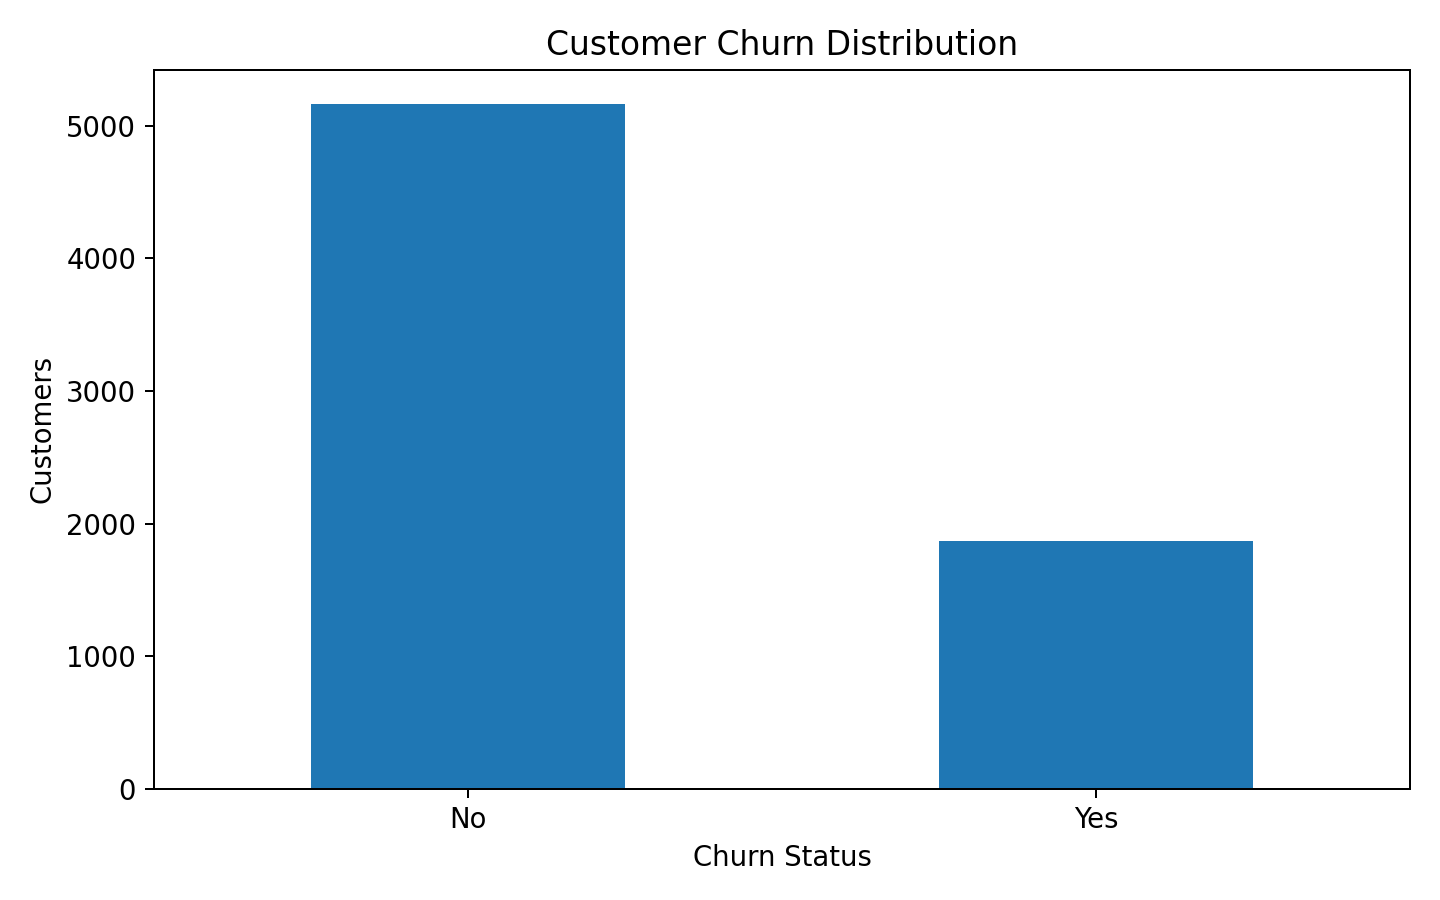 Customer Churn Distribution
Customers
5000
4000
3000
2000
1000
0
No
Yes
Churn Status